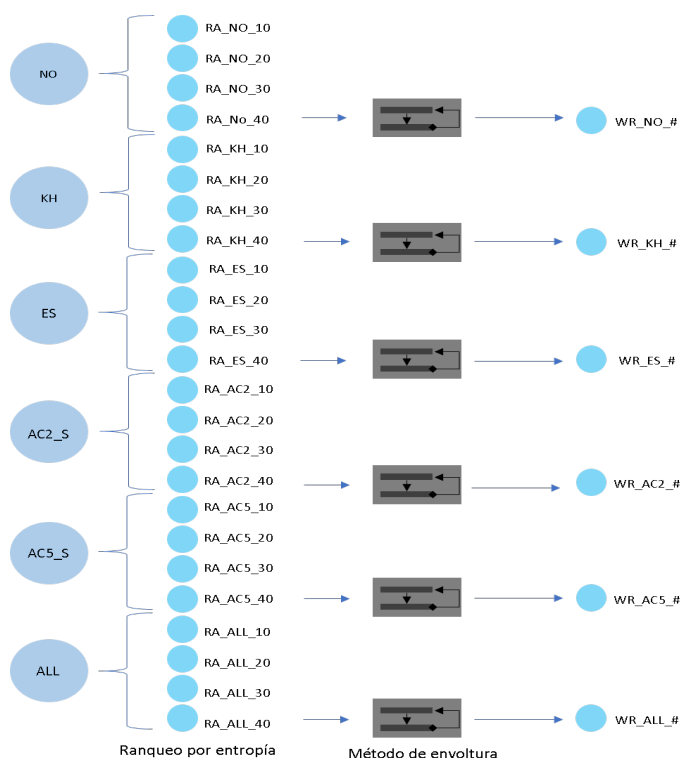 NO
RA_NO_10
RA_NO_20
RA_NO_30
RA_No_40
WR_NO_#
KH
RA_KH_10
RA_KH_20
RA_KH_30
RA_KH_40
WR_KH_#
ES
RA_ES_10
RA_ES_20
RA_ES_30
RA_ES_40
WR_ES_#
AC2_S
RA_AC2_10
RA_AC2_20
RA_AC2_30
RA_AC2_40
WR_AC2_#
AC5_S
RA_AC5_10
RA_AC5_20
RA_AC5_30
RA_AC5_40
WR_AC5_#
ALL
RA_ALL_10
RA_ALL_20
RA_ALL_30
RA_ALL_40
WR_ALL_#
Ranqueo por entropía
Método de envoltura